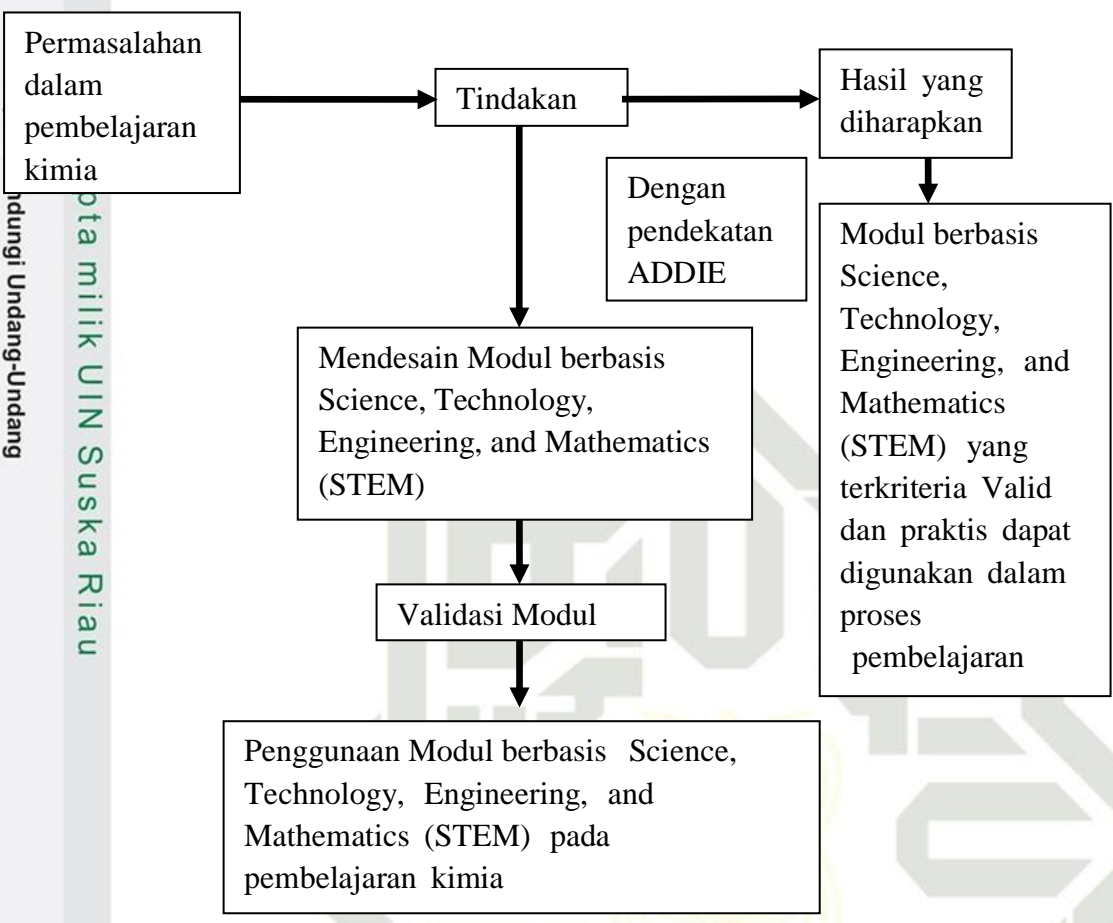 Permasalahan
dalam
pembelajaran
kimia
Tindakan
Hasil yang
diharapkan
Dengan
pendekatan
ADDIE
Modul berbasis
Science,
Technology,
Engineering, and
Mathematics
(STEM) yang
terkriteria Valid
dan praktis dapat
digunakan dalam
proses
pembelajaran
Mendesain Modul berbasis
Science, Technology,
Engineering, and Mathematics
(STEM)
Validasi Modul
Penggunaan Modul berbasis Science,
Technology, Engineering, and
Mathematics (STEM) pada
pembelajaran kimia
milik UIN Suska Riau
Undang-Undang